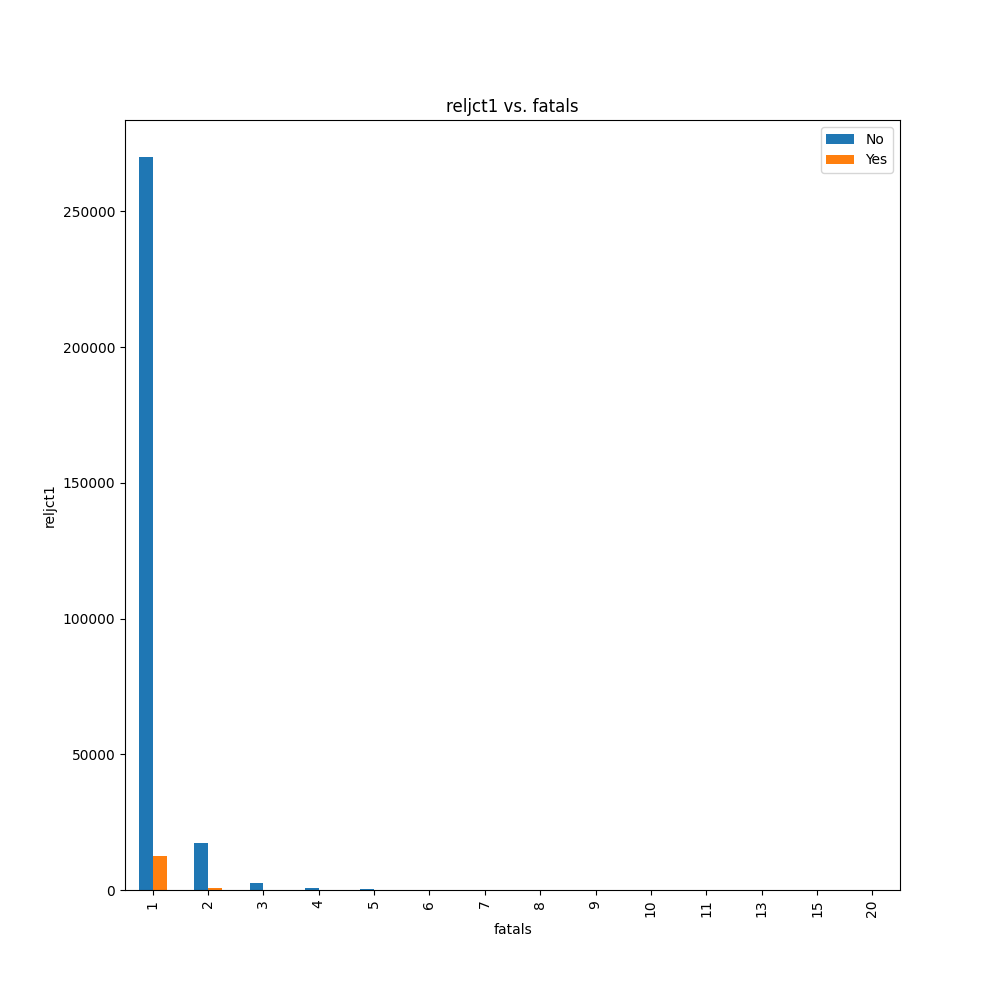 reljct1 vs. fatals
No
Yes
250000
200000
150000
100000
50000
0
reljct1
1 2 3 4 5 6 7 8 9 10 11 13 15 20
fatals